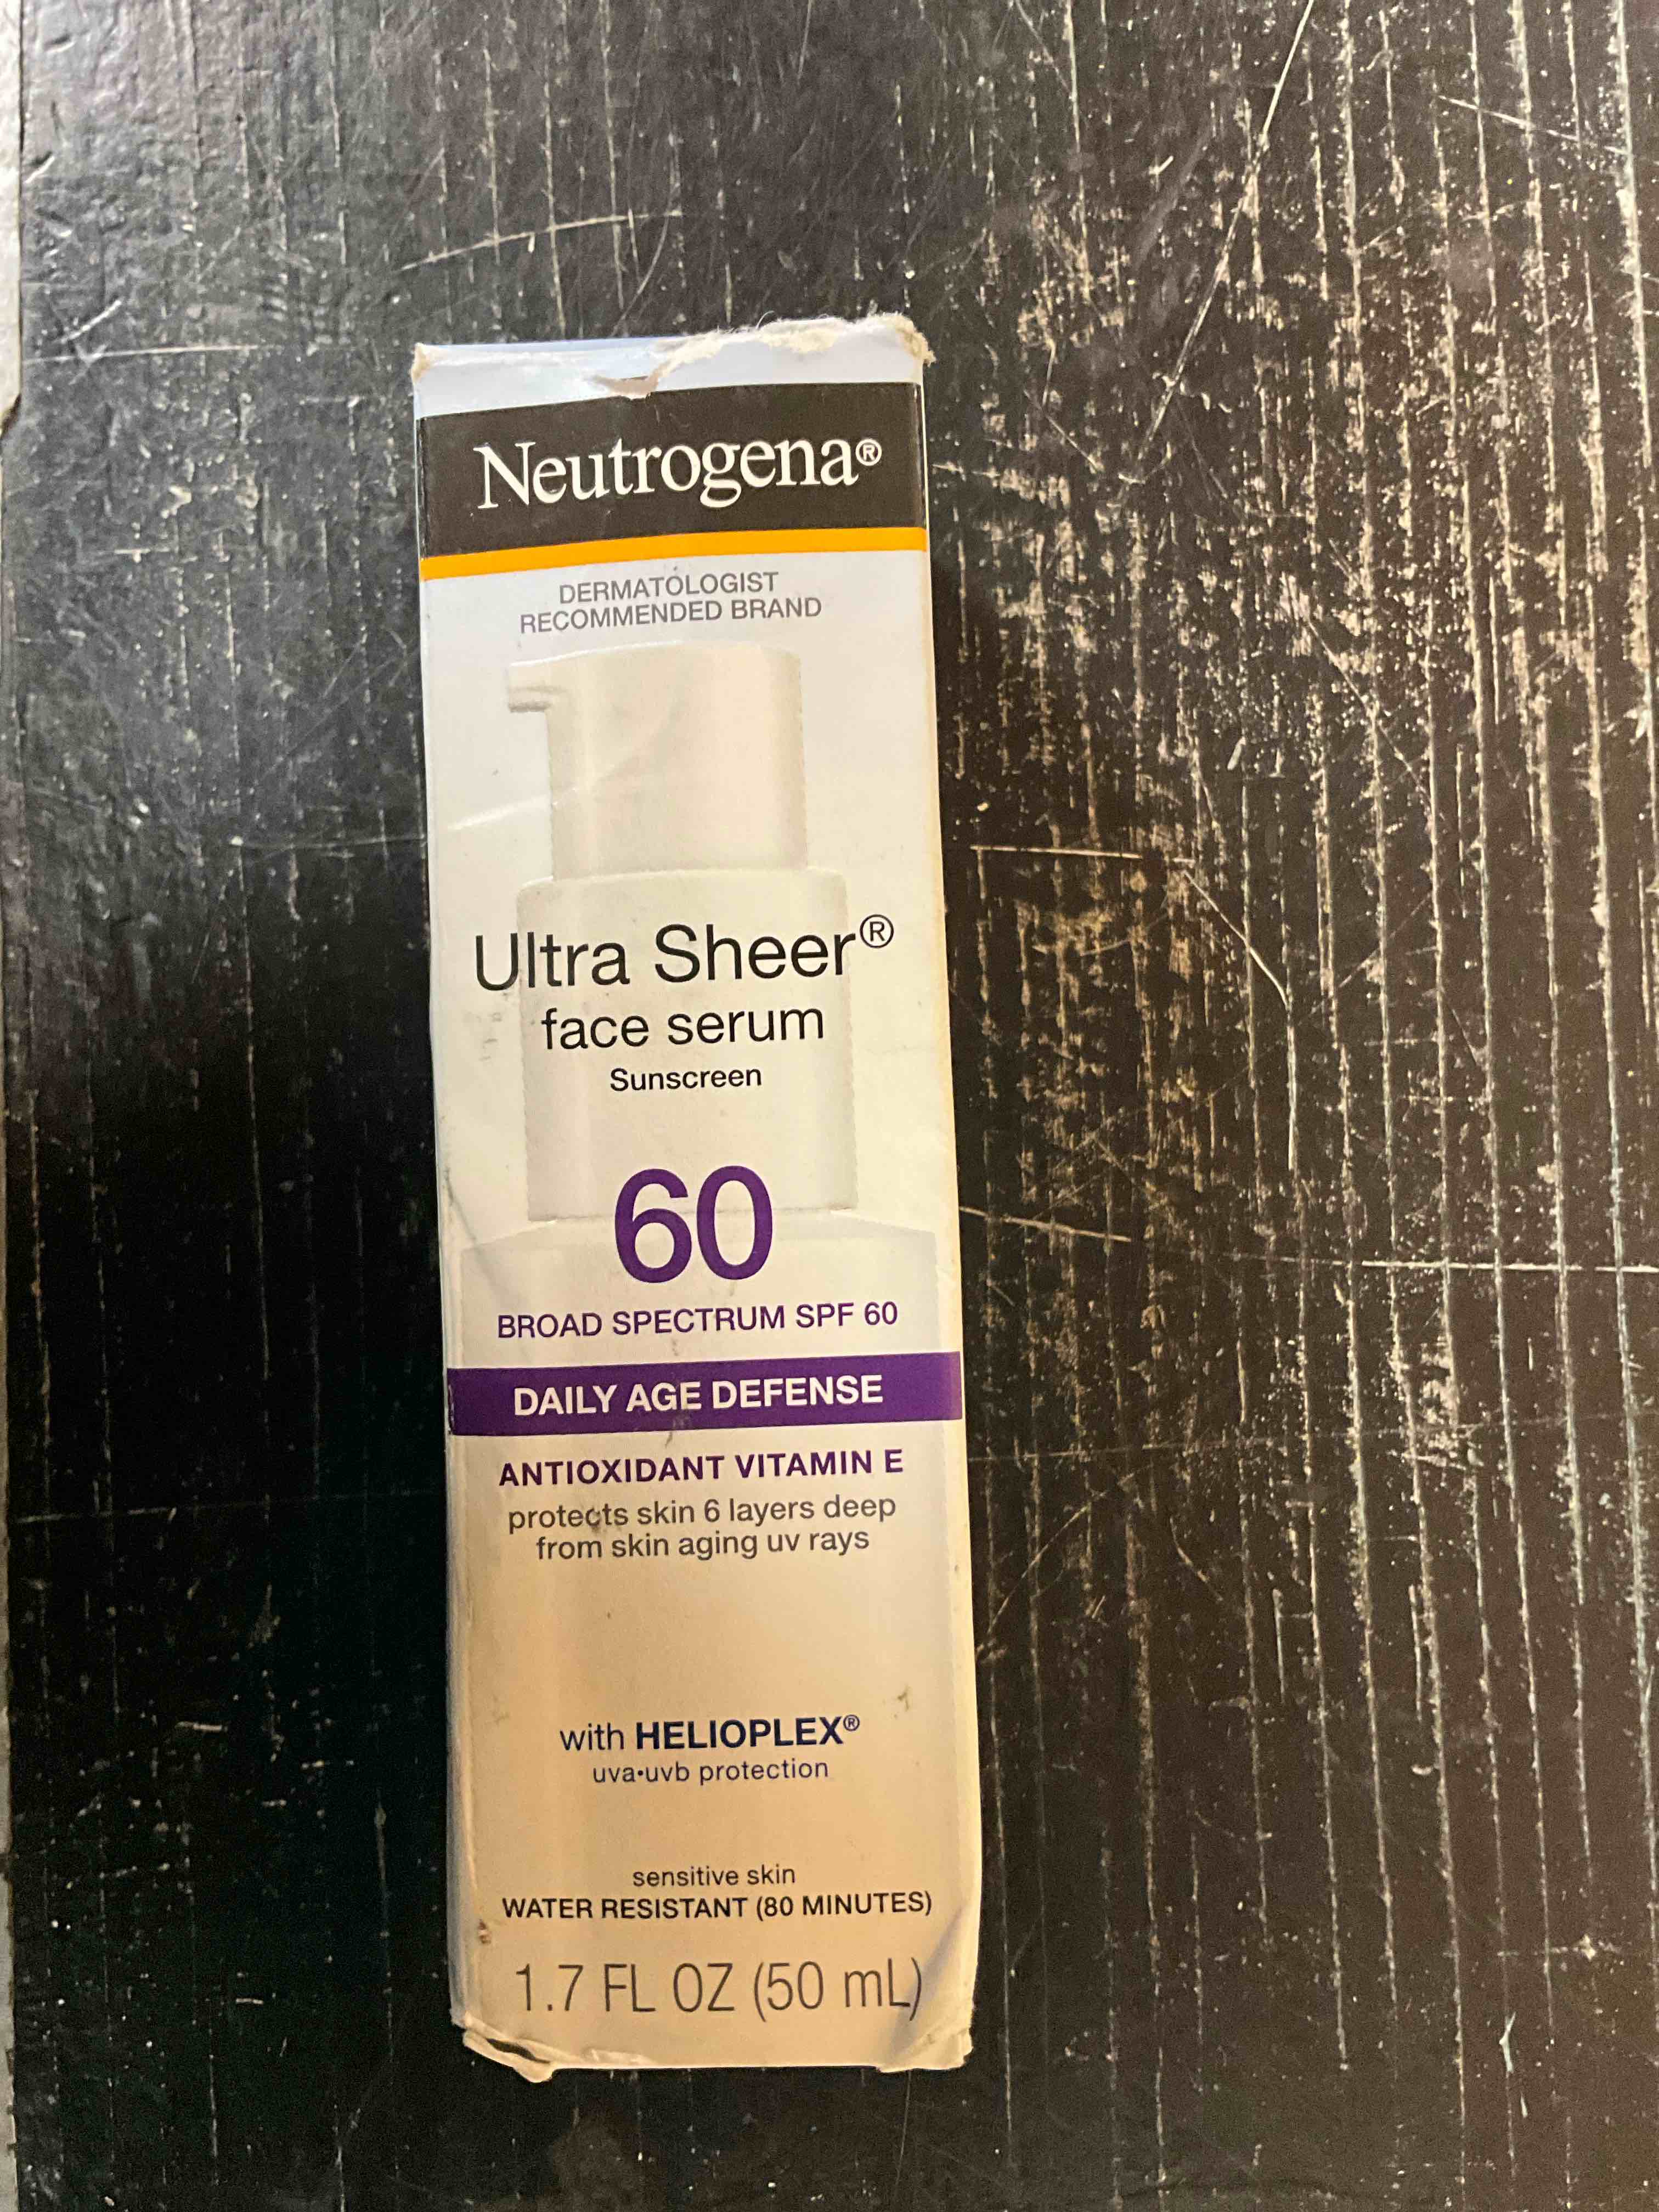 Neutrogena®
DERMATOLOGIST
RECOMMENDED BRAND
Ultra Sheer®
face serum
Sunscreen
60
BROAD SPECTRUM SPF 60
DAILY AGE DEFENSE
ANTIOXIDANT VITAMIN E
protects skin 6 layers deep
from skin aging uv rays
with HELIOPLEX®
uva•uvb protection
sensitive skin
WATER RESISTANT (80 MINUTES)
1.7 FL OZ (50 mL)